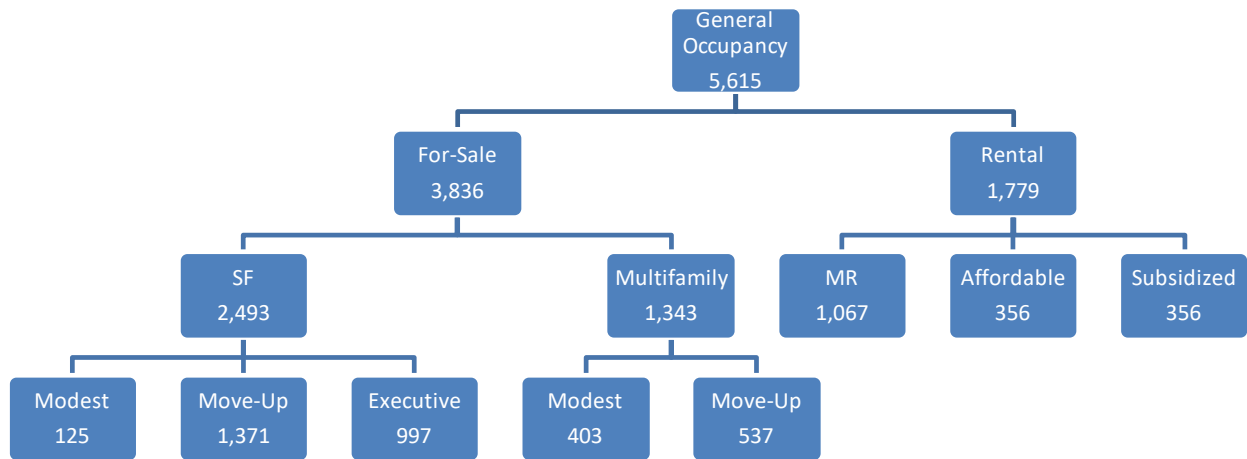 General
Occupancy
5,615
For-Sale
3,836
Rental
1,779
SF
2,493
Multifamily
1,343
MR
1,067
Affordable
356
Subsidized
356
Modest
125
Move-Up
1,371
Executive
997
Modest
403
Move-Up
537